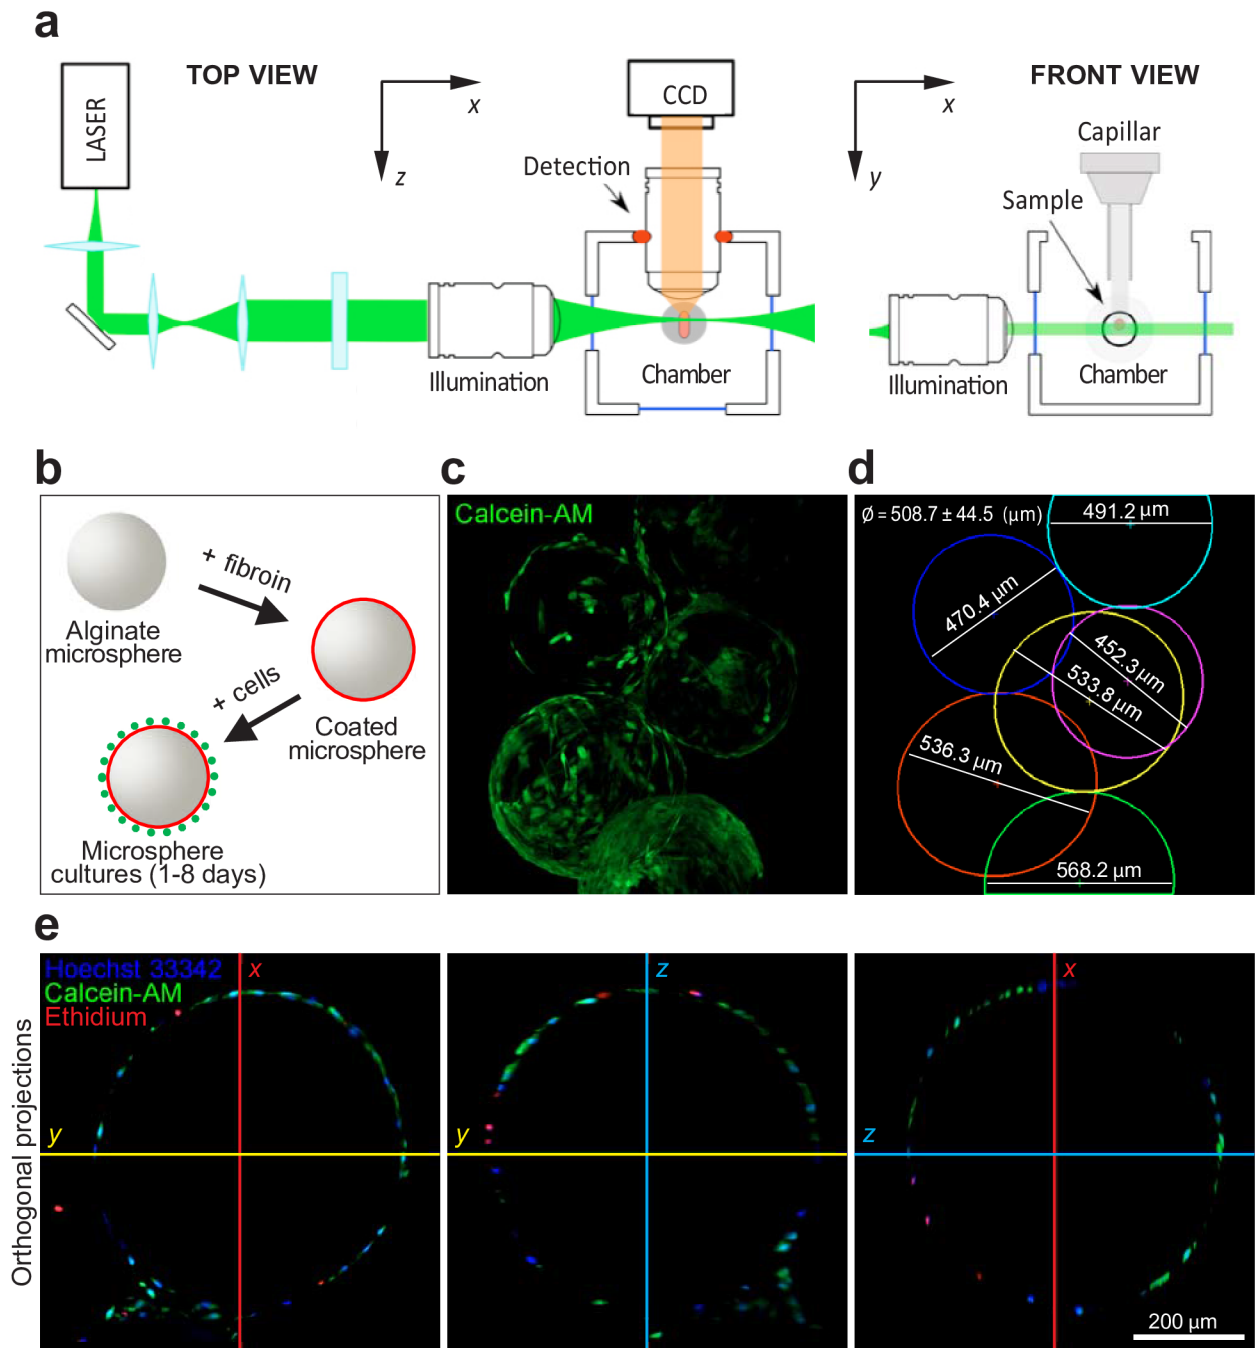 a
TOP VIEW
FRONT VIEW
LASER
x
z
CCD
Detection
Illumination
Chamber
x
y
Capillar
Sample
Illumination
Chamber
b
Alginate
microsphere
+ fibroin
Coated
microsphere
+ cells
Microsphere
cultures (1-8 days)
c
Calcein-AM
d
Ø = 508.7 ± 44.5 (µm)
491.2 µm
470.4 µm
452.3 µm
533.8 µm
536.3 µm
568.2 µm
e
Orthogonal projections
Hoechst 33342
Calcein-AM
Ethidium
x
y
z
y
x
z
200 µm